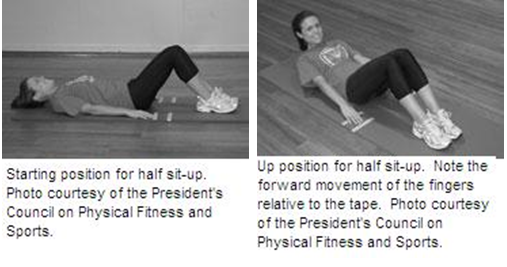 Starting position for half sit-up.
Photo courtesy of the President's
Council on Physical Fitness and
Sports.
Up position for half sit-up. Note the
forward movement of the fingers
relative to the tape. Photo courtesy
of the President's Council on
Physical Fitness and Sports.